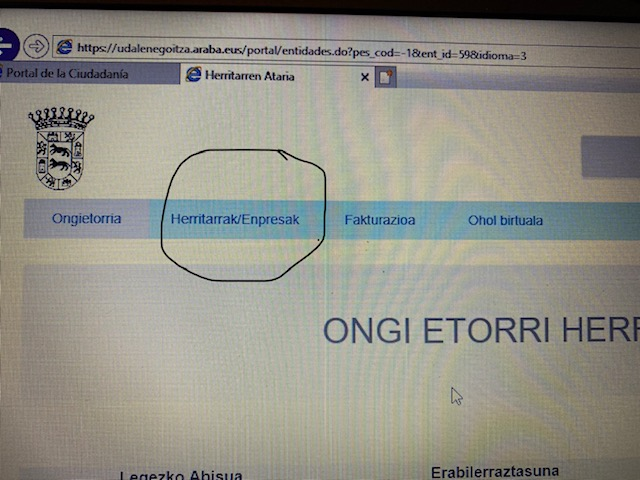 https://udalenegoitza.araba.eus/portal/entidades.do?pes_cod=-1&ent_id=59&idioma=3
Portal de la Ciudadanía
Herritarren Ataria
Ongietorria
Herritarrak/Enpresak
Fakturazioa
Ohol birtuala
ONGI ETORRI HERR
Legezko Abisua
Erabilerraztasuna